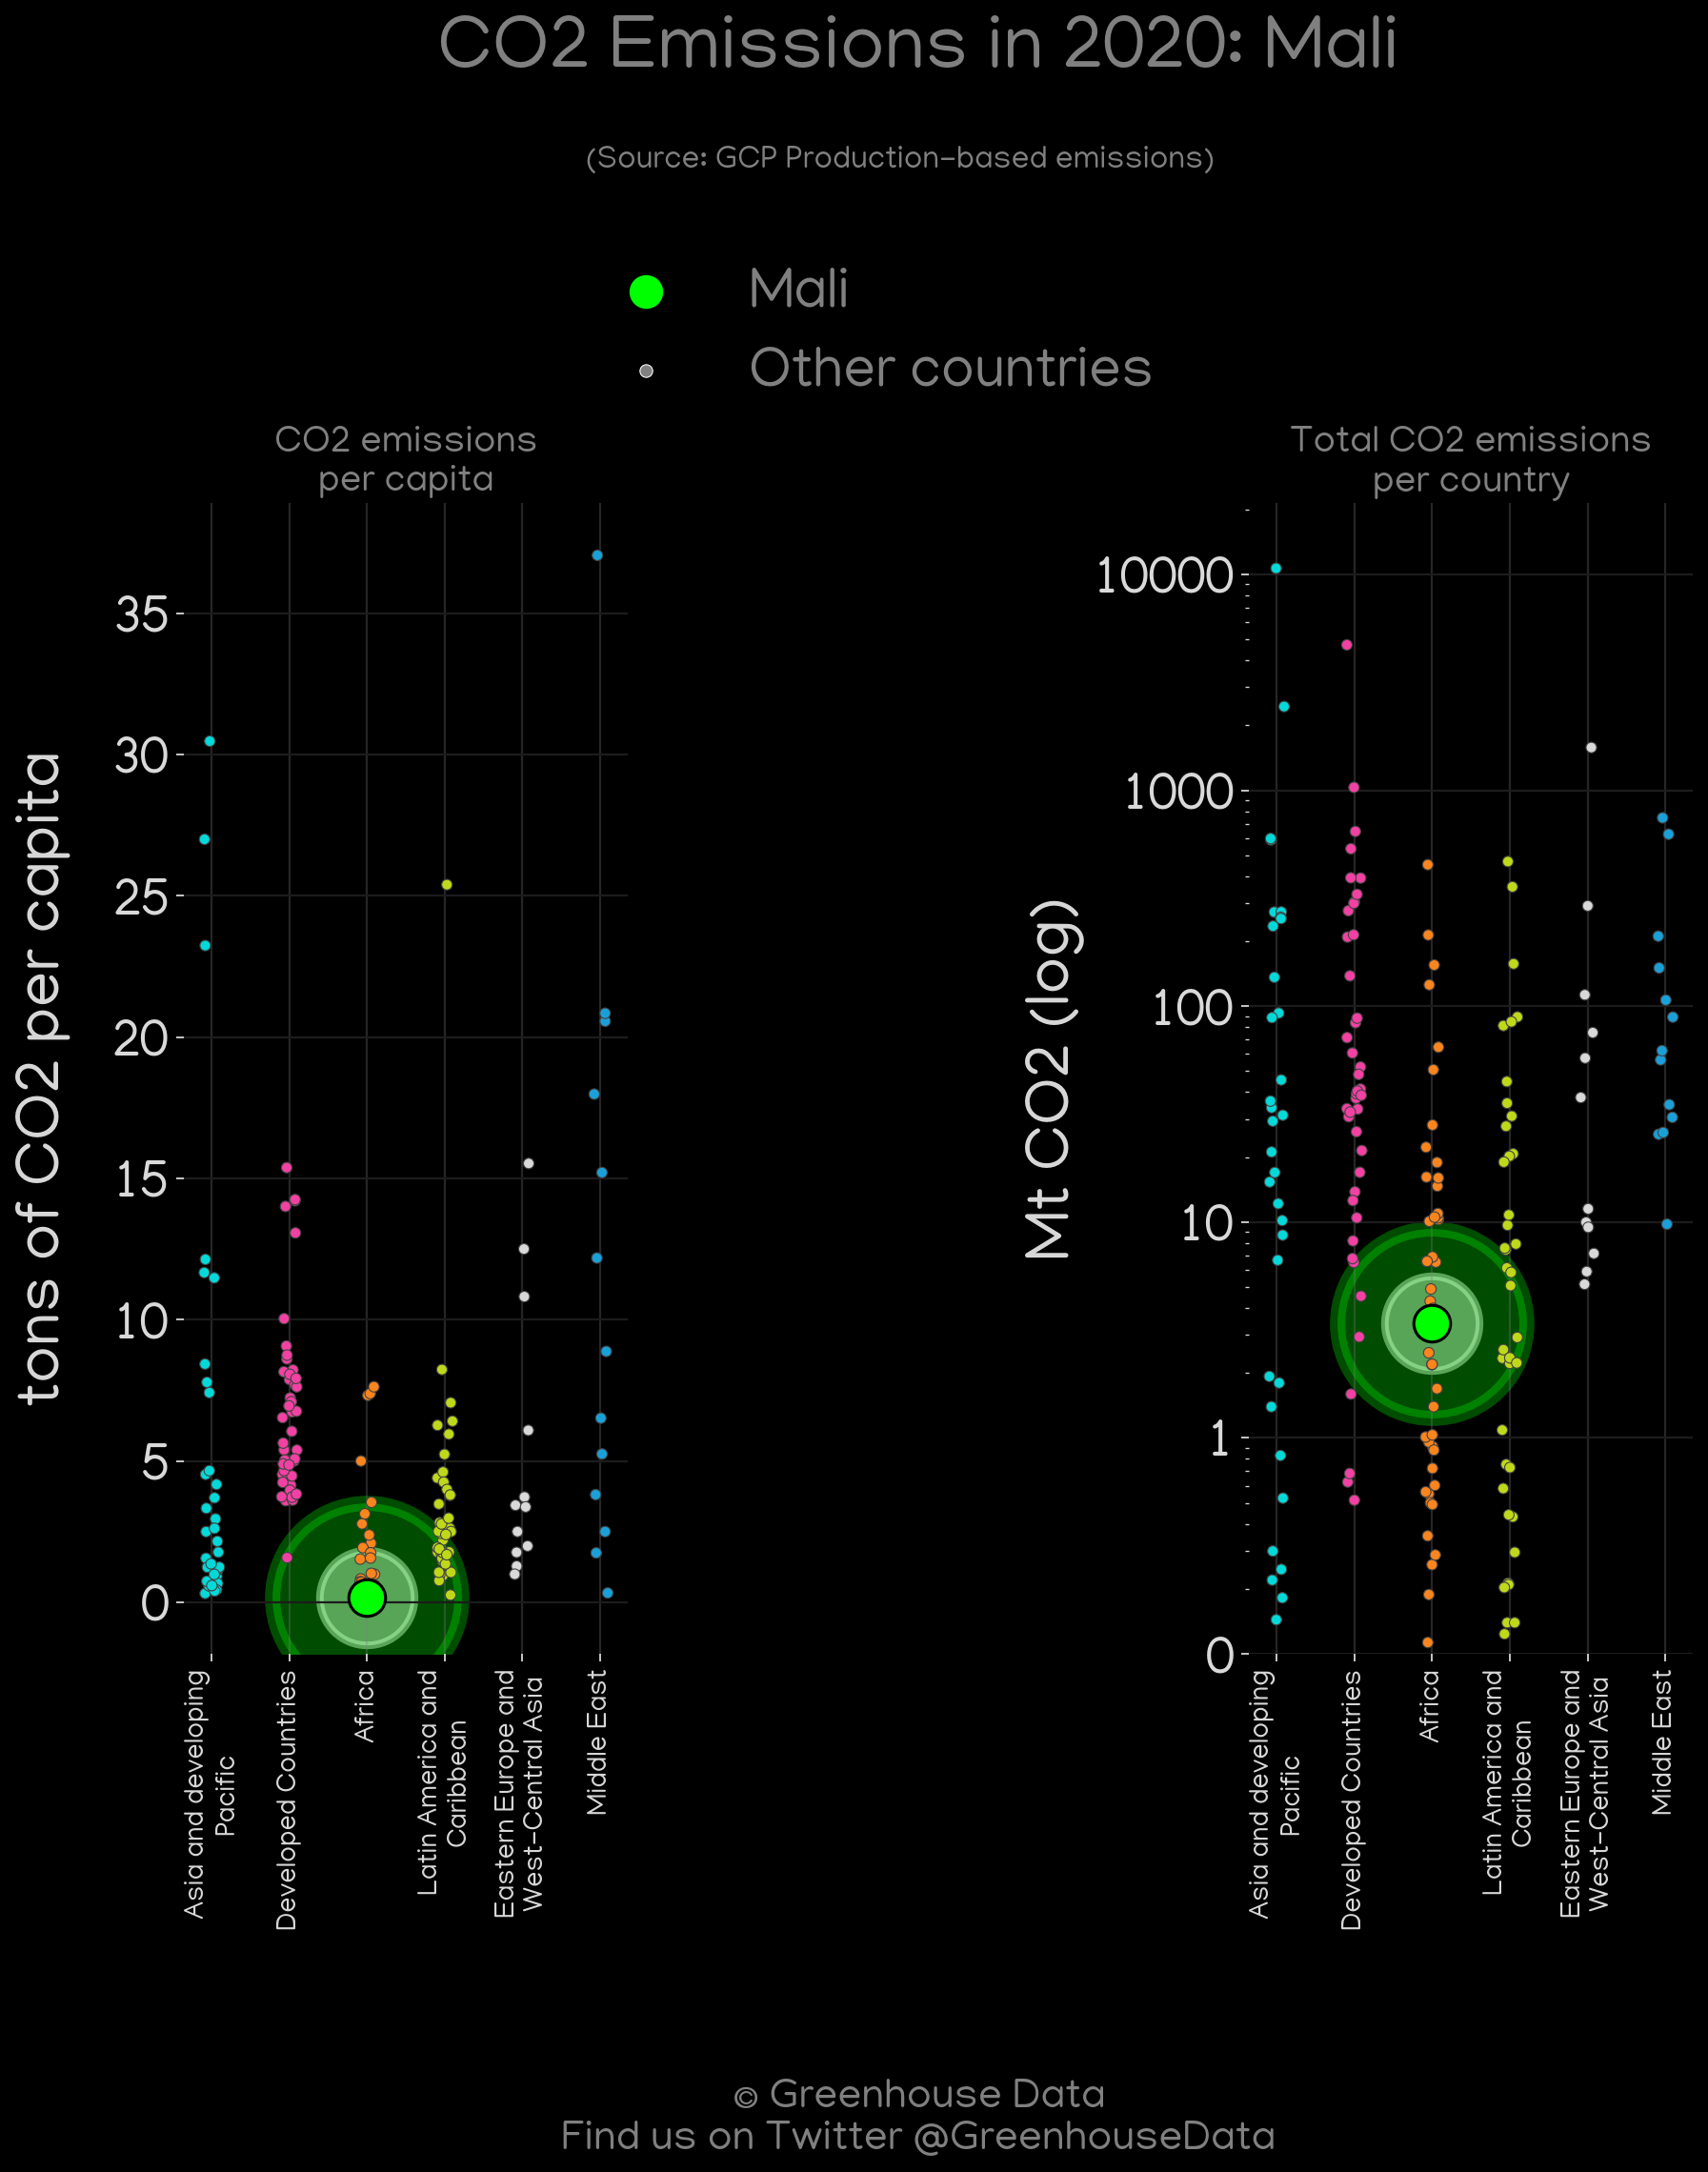 CO2 Emissions in 2020: Mali
(Source: GCP Production-based emissions)
Mali
Other countries
CO2 emissions
per capita
tons of CO2 per capita
35
30
25
20
15
10
5
0
Asia and developing
Pacific
Developed Countries
Africa
Latin America and
Caribbean
Eastern Europe and
West-Central Asia
Middle East
Total CO2 emissions
per country
Mt CO2 (log)
10000
1000
100
10
1
0
Asia and developing
Pacific
Developed Countries
Africa
Latin America and
Caribbean
Eastern Europe and
West-Central Asia
Middle East
© Greenhouse Data
Find us on Twitter @GreenhouseData